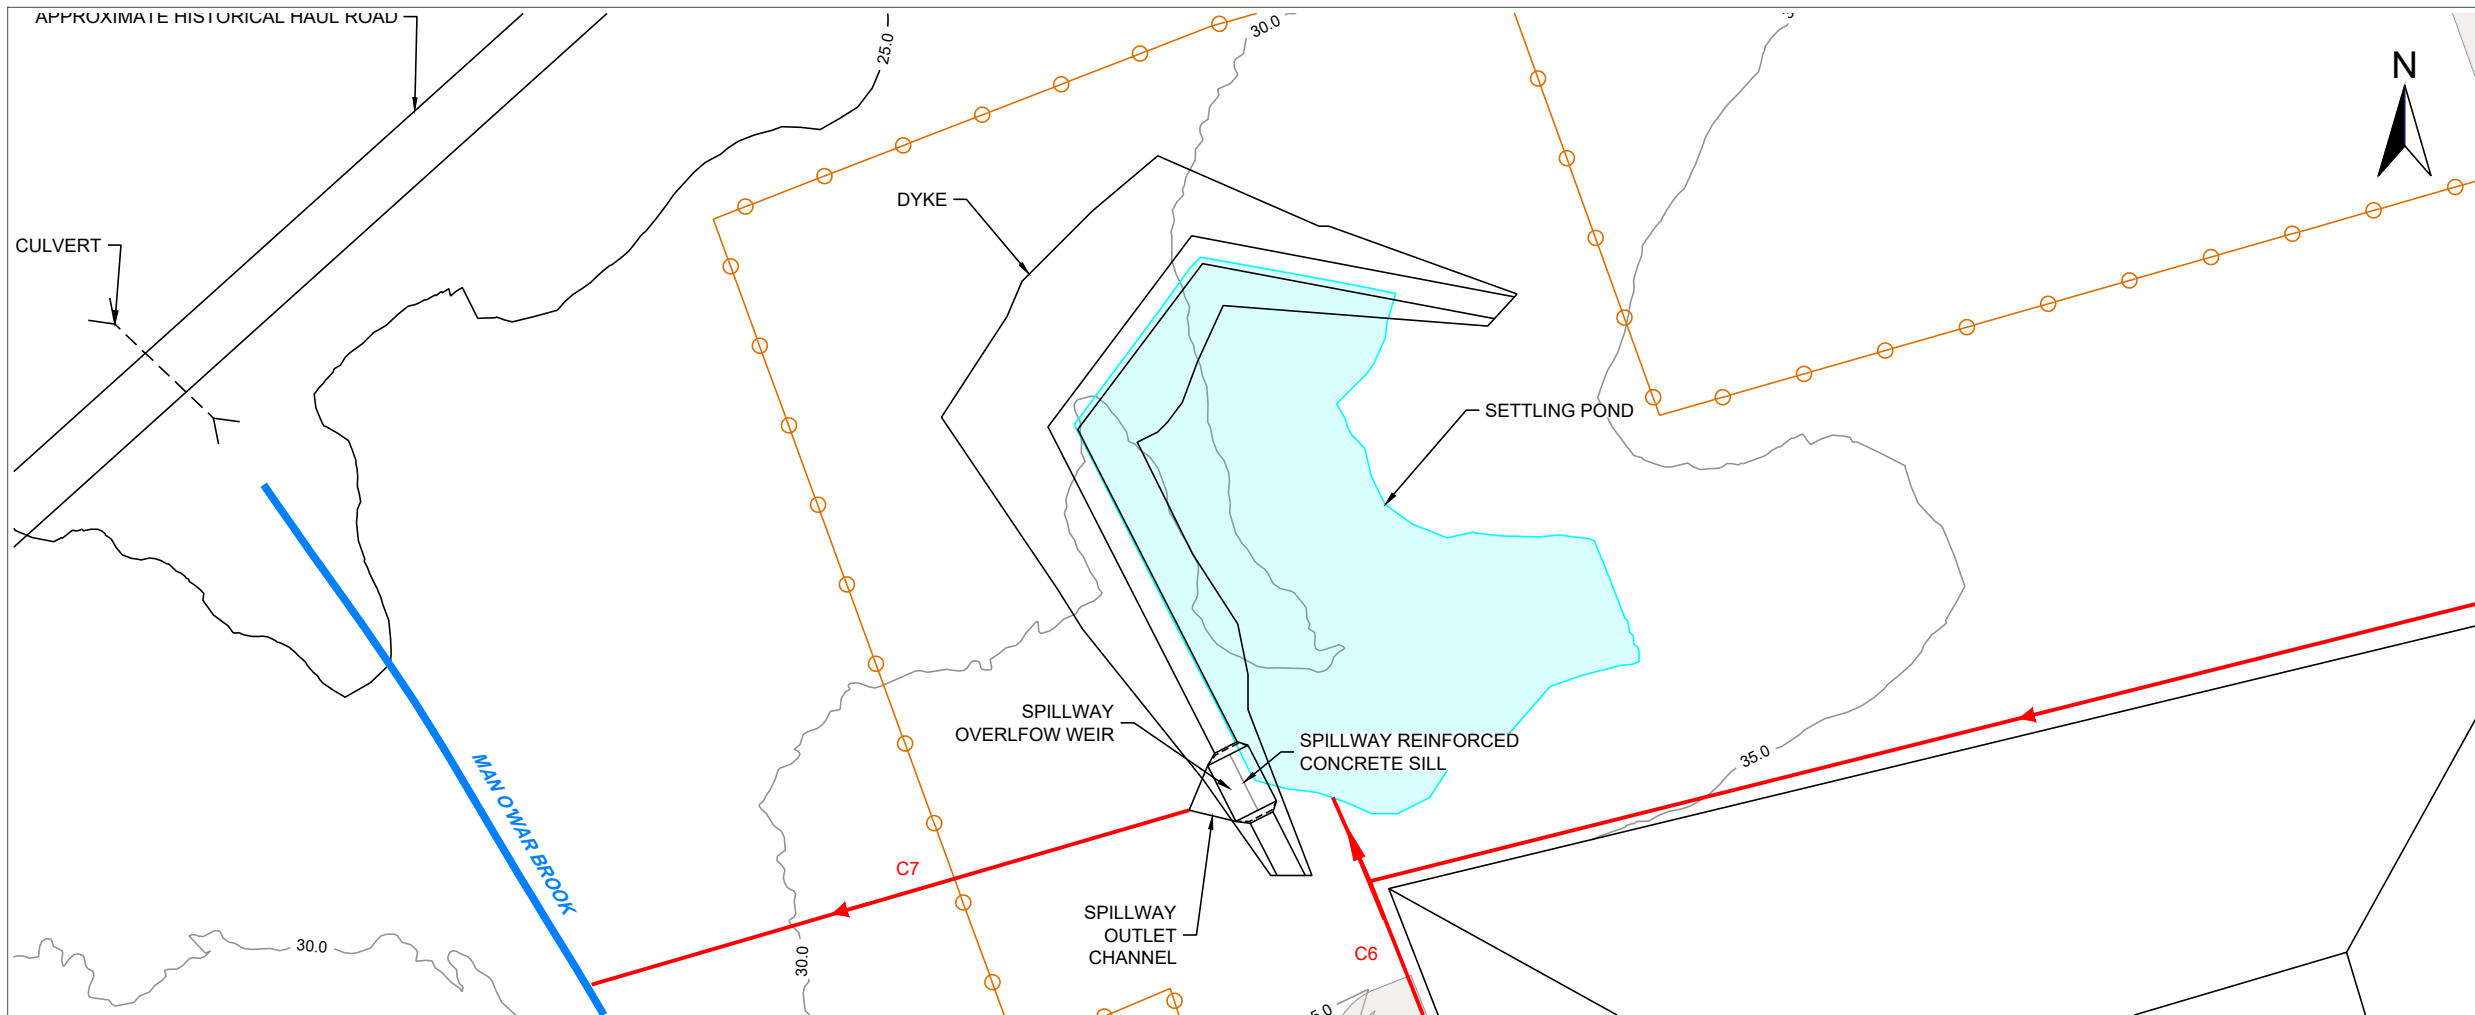 APPROXIMATE HISTORICAL HAUL ROAD
25.0
30.0
N
DYKE
CULVERT
SETTLING POND
SPILLWAY
OVERLFOW WEIR
SPILLWAY REINFORCED
CONCRETE SILL
35.0
MAN O'WAR BROOK
C7
SPILLWAY
OUTLET
CHANNEL
C6
30.0
30.0